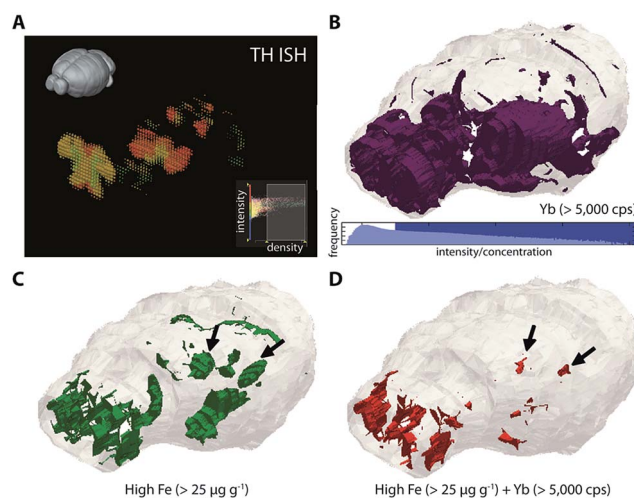 A
TH ISH
intensity
density
B
Yb (> 5,000 cps)
frequency
intensity/concentration
C
High Fe (> 25 µg g⁻¹)
D
High Fe (> 25 µg g⁻¹) + Yb (> 5,000 cps)